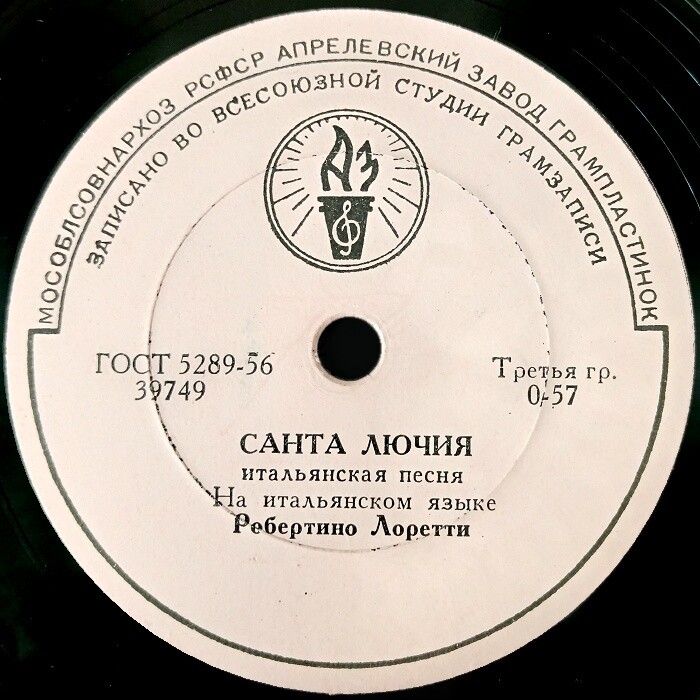 МОСОБЛСОВНАРХОЗ РСФСР АПРЕЛЕВСКИЙ ЗАВОД ГРАМПЛАСТИНОК
ЗАПИСАНО ВО ВСЕСОЮЗНОЙ СТУДИИ ГРАМЗАПИСИ
АЗ
ГОСТ 5289-56
39749
Третья гр.
0-57
САНТА ЛЮЧИЯ
итальянская песня
На итальянском языке
Ребертино Лоретти